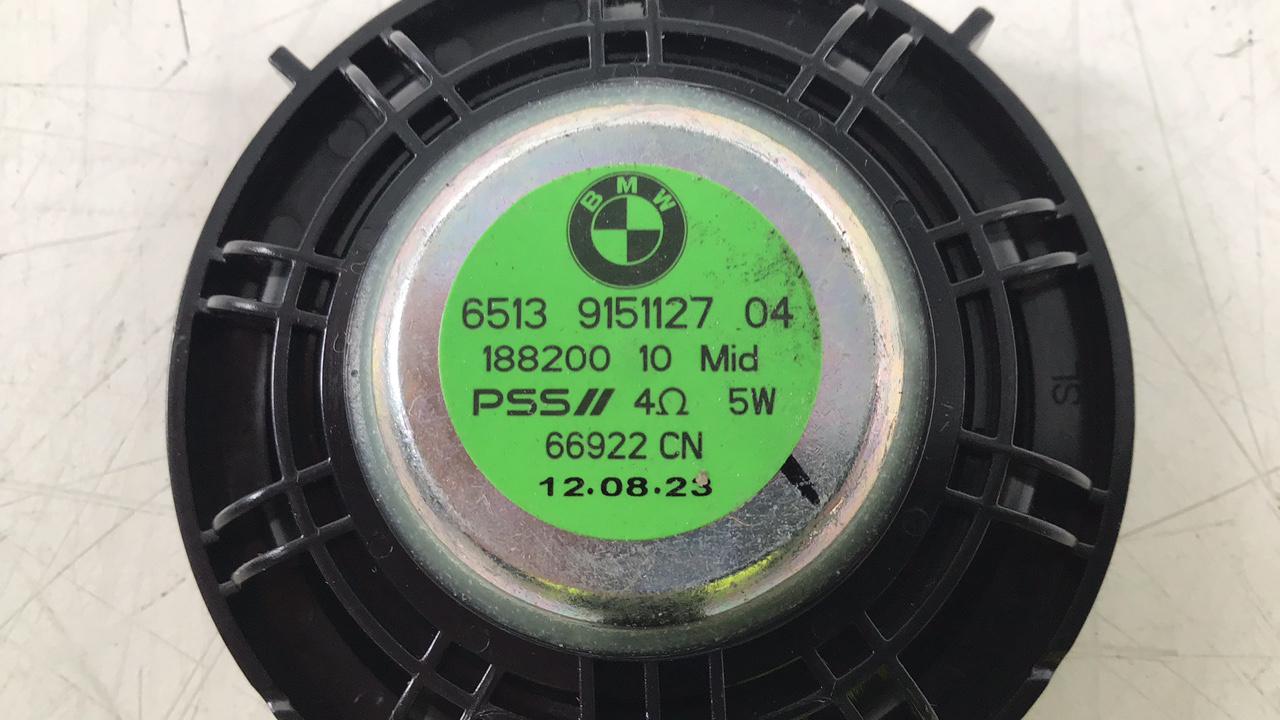 BMW
6513 9151127 04
188200 10 Mid
PSS// 4Ω 5W
66922 CN
12.08.23